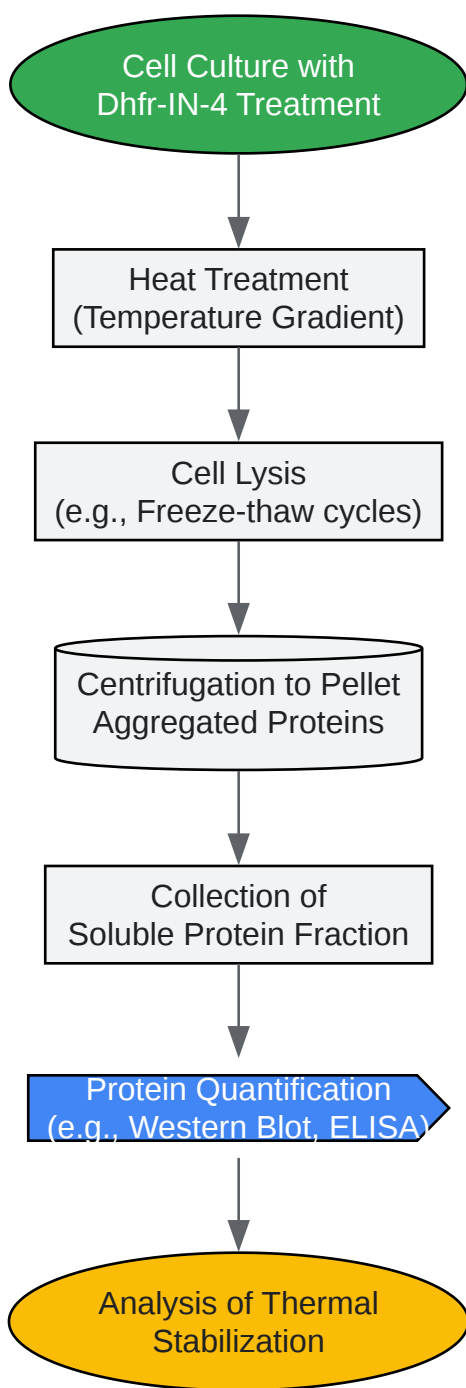 Cell Culture with
Dhfr-IN-4 Treatment
Heat Treatment
(Temperature Gradient)
Cell Lysis
(e.g., Freeze-thaw cycles)
Centrifugation to Pellet
Aggregated Proteins
Collection of
Soluble Protein Fraction
Protein Quantification
(e.g., Western Blot, ELISA)
Analysis of Thermal
Stabilization